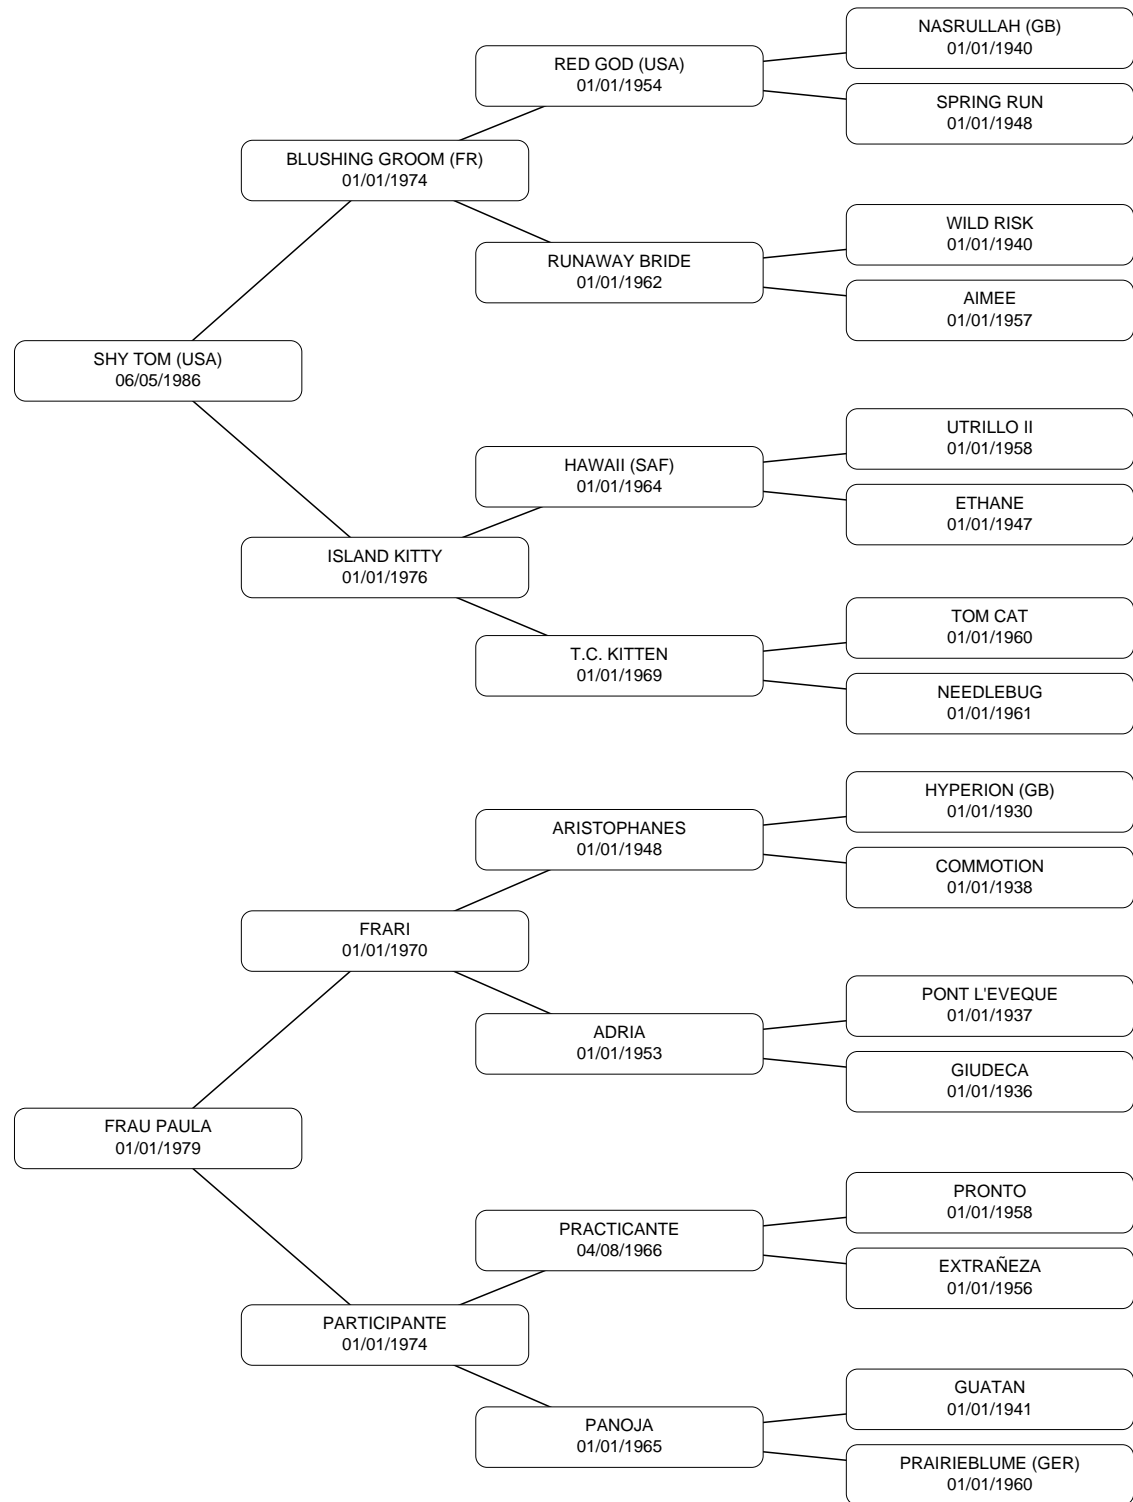 NASRULLAH (GB)
01/01/1940
RED GOD (USA)
01/01/1954
SPRING RUN
01/01/1948
BLUSHING GROOM (FR)
01/01/1974
WILD RISK
01/01/1940
RUNAWAY BRIDE
01/01/1962
AIMEE
01/01/1957
SHY TOM (USA)
06/05/1986
UTRILLO II
01/01/1958
HAWAII (SAF)
01/01/1964
ETHANE
01/01/1947
ISLAND KITTY
01/01/1976
TOM CAT
01/01/1960
T.C. KITTEN
01/01/1969
NEEDLEBUG
01/01/1961
HYPERION (GB)
01/01/1930
ARISTOPHANES
01/01/1948
COMMOTION
01/01/1938
FRARI
01/01/1970
PONT L'EVEQUE
01/01/1937
ADRIA
01/01/1953
GIUDECA
01/01/1936
FRAU PAULA
01/01/1979
PRONTO
01/01/1958
PRACTICANTE
04/08/1966
EXTRAÑEZA
01/01/1956
PARTICIPANTE
01/01/1974
GUATAN
01/01/1941
PANOJA
01/01/1965
PRAIRIEBLUME (GER)
01/01/1960